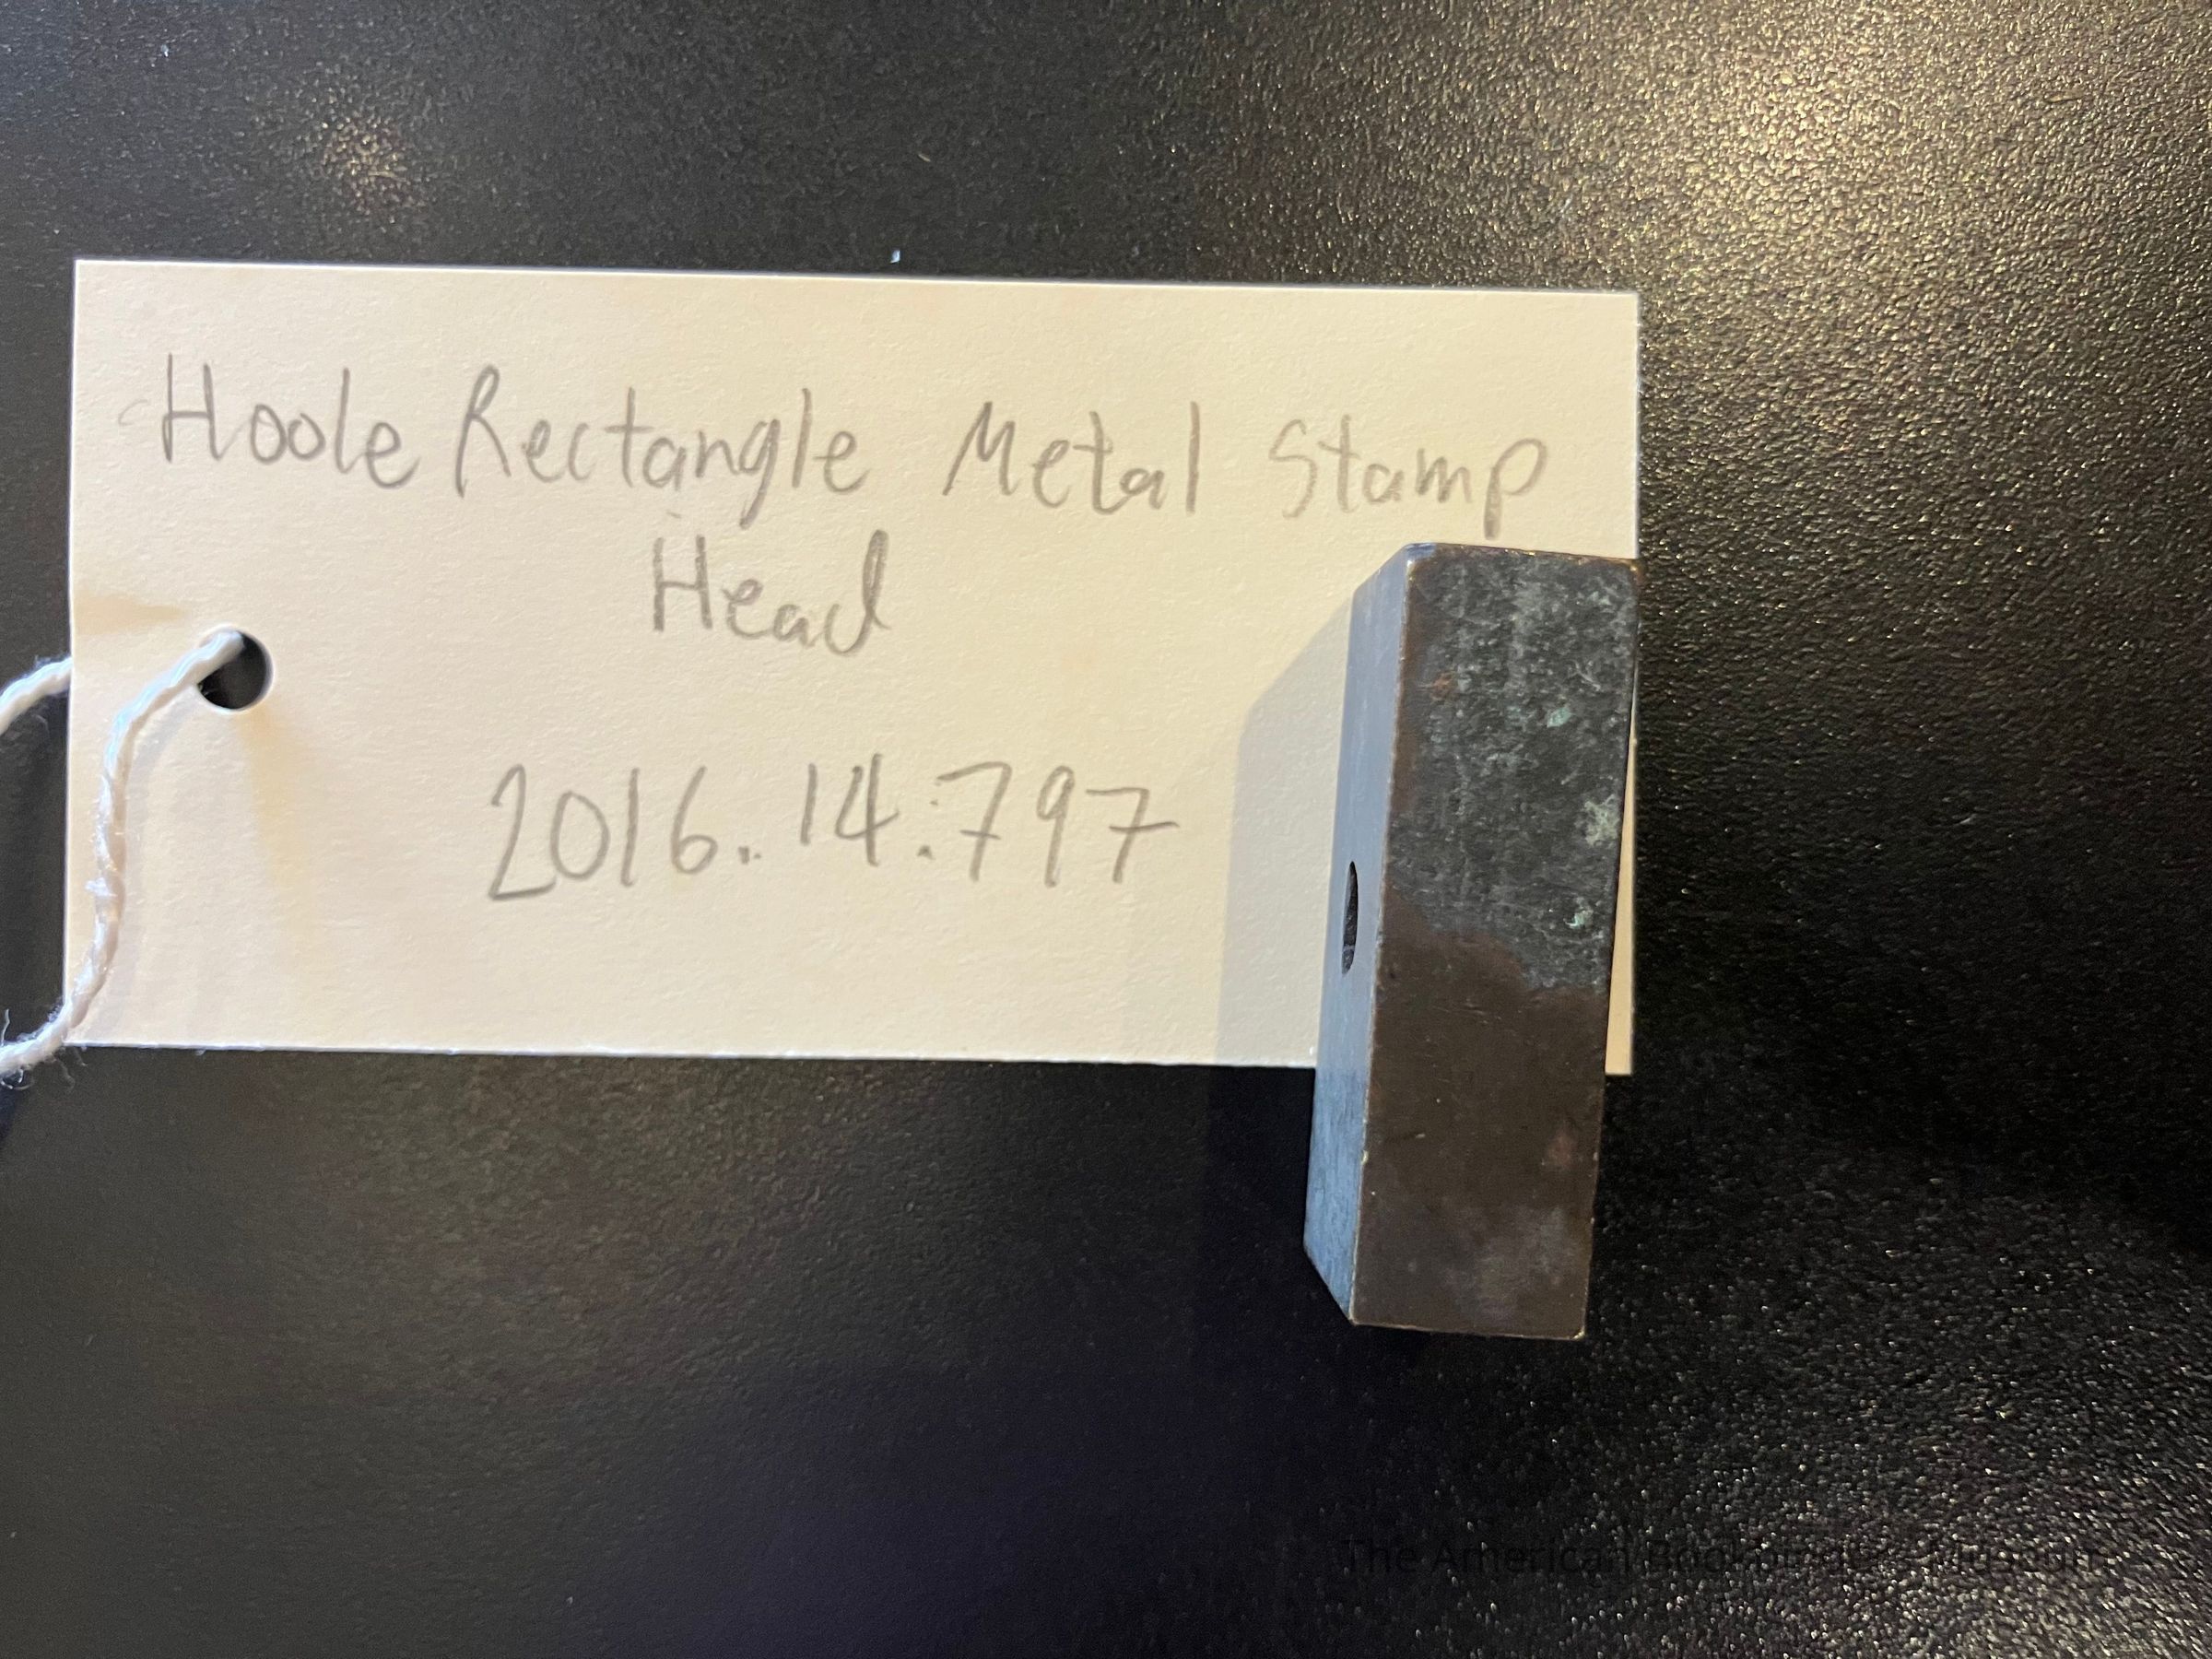 Hoole Rectangle Metal Stamp
Head
2016.14.797
The American Bookbinders Museum